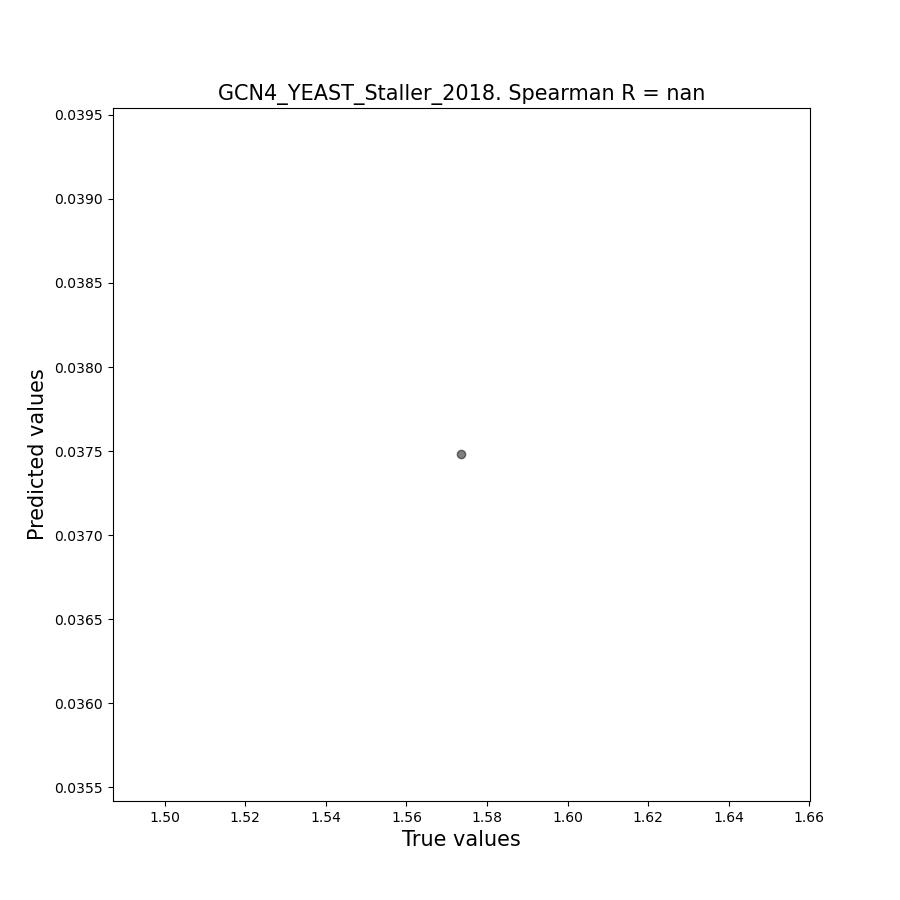 GCN4_YEAST_Staller_2018. Spearman R = nan
0.0395
0.0390
0.0385
0.0380
0.0375
0.0370
0.0365
0.0360
0.0355
Predicted values
1.50 1.52 1.54 1.56 1.58 1.60 1.62 1.64 1.66
True values